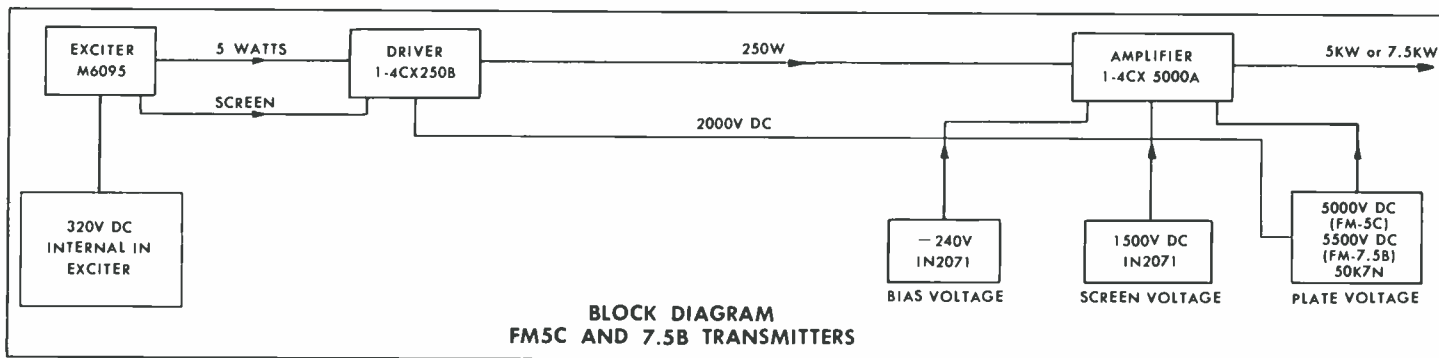 EXCITER
M6095
5 WATTS
SCREEN
DRIVER
1-4CX250B
250W
2000V DC
AMPLIFIER
1-4CX 5000A
5KW or 7.5KW
320V DC
INTERNAL IN
EXCITER
—240V
IN2071
BIAS VOLTAGE
1500V DC
IN2071
SCREEN VOLTAGE
5000V DC
(FM-5C)
5500V DC
(FM-7.5B)
50K7N
PLATE VOLTAGE
BLOCK DIAGRAM
FM5C AND 7.5B TRANSMITTERS